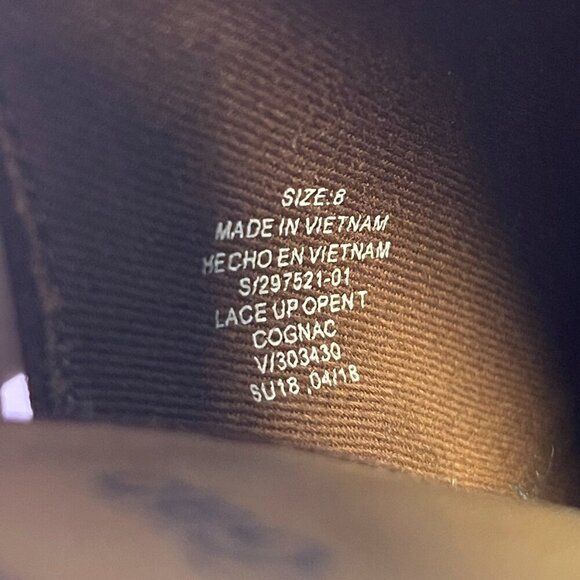 SIZE:8
MADE IN VIETNAM
HECHO EN VIETNAM
S/297521-01
LACE UP OPEN T
COGNAC
V/303430
SU18 ,04/18